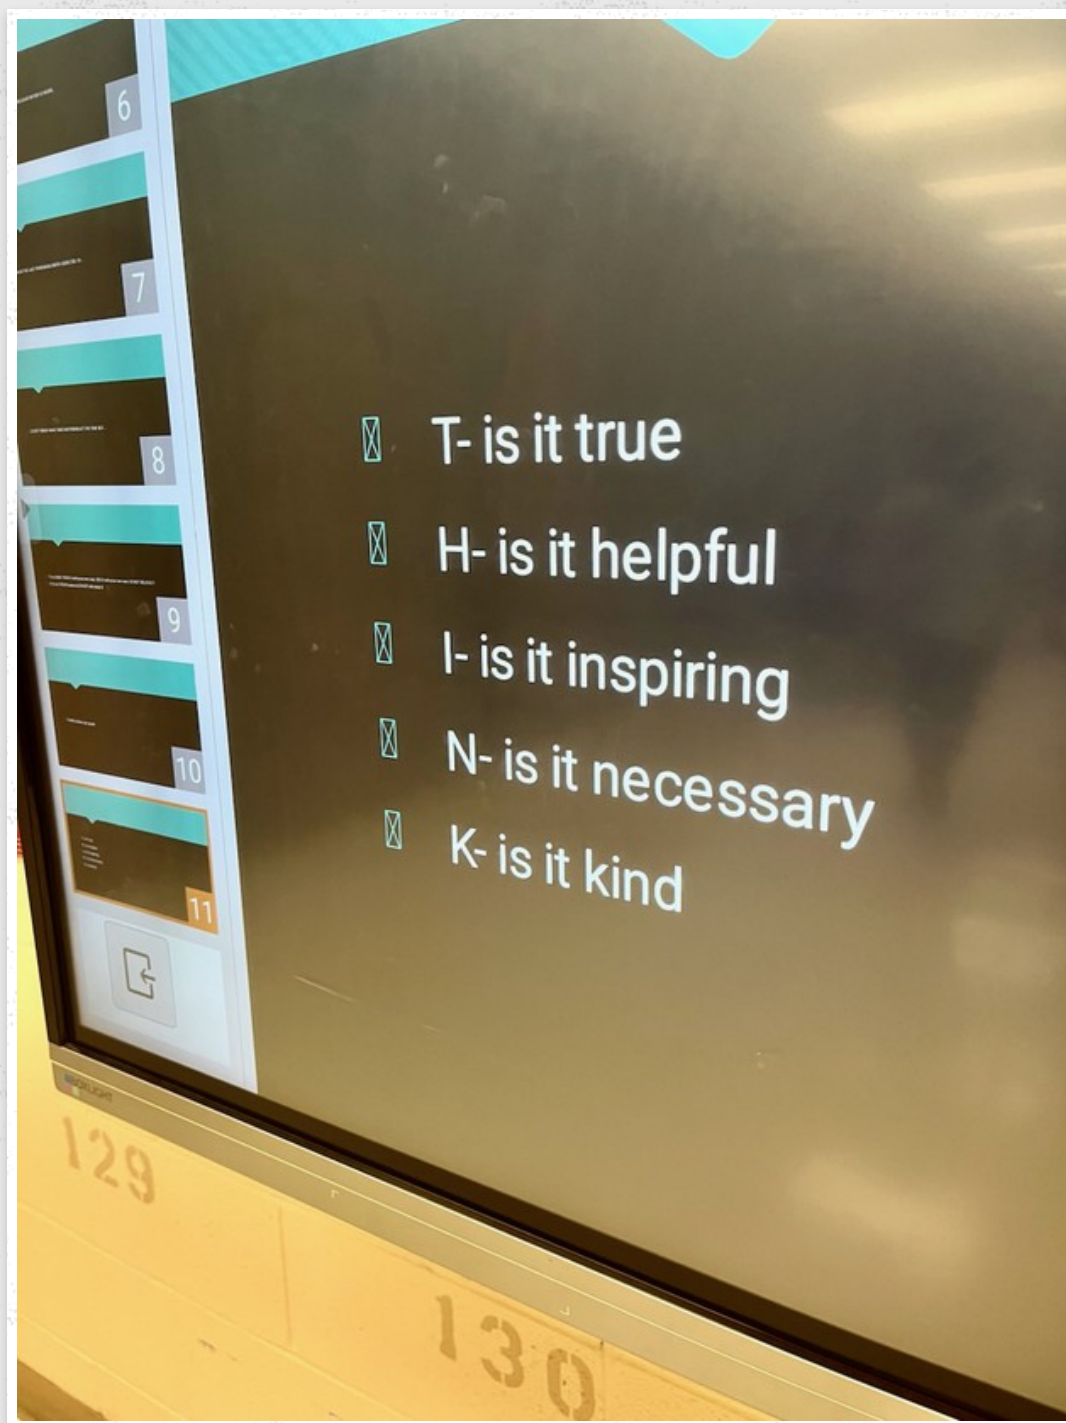 6
7
8
9
10
11
T- is it true
H- is it helpful
I- is it inspiring
N- is it necessary
K- is it kind
BOXLIGHT
129
130